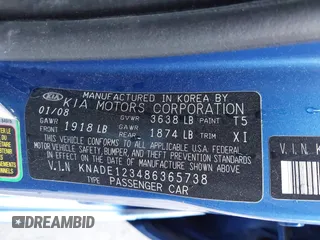 MANUFACTURED IN KOREA BY
KIA KIA MOTORS CORPORATION
01/08 GVWR 3638 LB PAINT T5
GAWR FRONT 1918 LB GAWR REAR 1874 LB TRIM XI
THIS VEHICLE CONFORMS TO ALL APPLICABLE U.S.A. FEDERAL
MOTOR VEHICLE SAFETY, BUMPER, AND THEFT
PREVENTION STANDARDS IN EFFECT ON THE DATE OF
MANUFACTURE SHOWN ABOVE.
V.I.N KNADE123486365738
TYPE: PASSENGER CAR
V.I.N. K
DEALERSHIP .CC